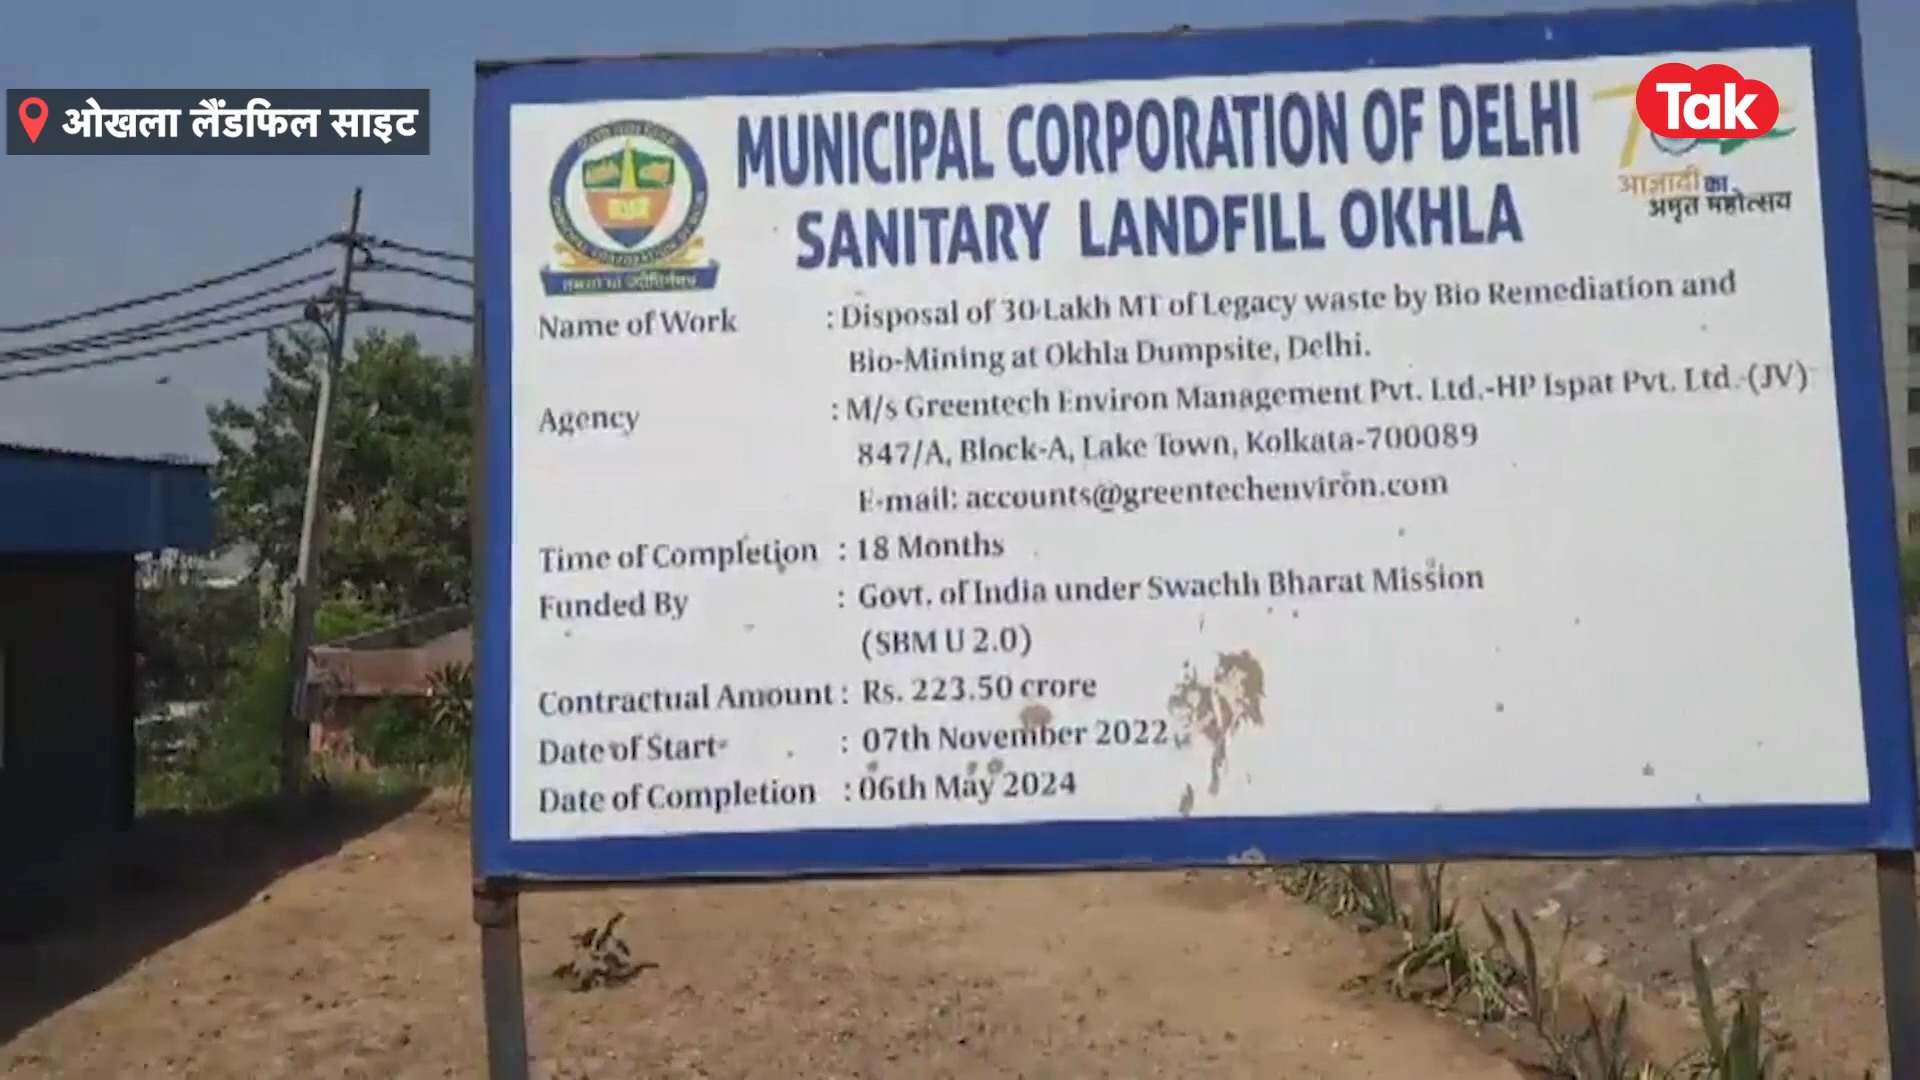 ओखला लैंडफिल साइट
Tak
MUNICIPAL CORPORATION OF DELHI
SANITARY LANDFILL OKHLA
आज़ादी का
अमृत महोत्सव
Name of Work : Disposal of 30 Lakh MT of Legacy waste by Bio Remediation and
Bio-Mining at Okhla Dumpsite, Delhi.
Agency : M/s Greentech Environ Management Pvt. Ltd.-HP Ispat Pvt. Ltd.-(JV)
847/A, Block-A, Lake Town, Kolkata-700089
E-mail: accounts@greentechenviron.com
Time of Completion : 18 Months
Funded By : Govt. of India under Swachh Bharat Mission
(SBM U 2.0)
Contractual Amount : Rs. 223.50 crore
Date of Start : 07th November 2022
Date of Completion : 06th May 2024